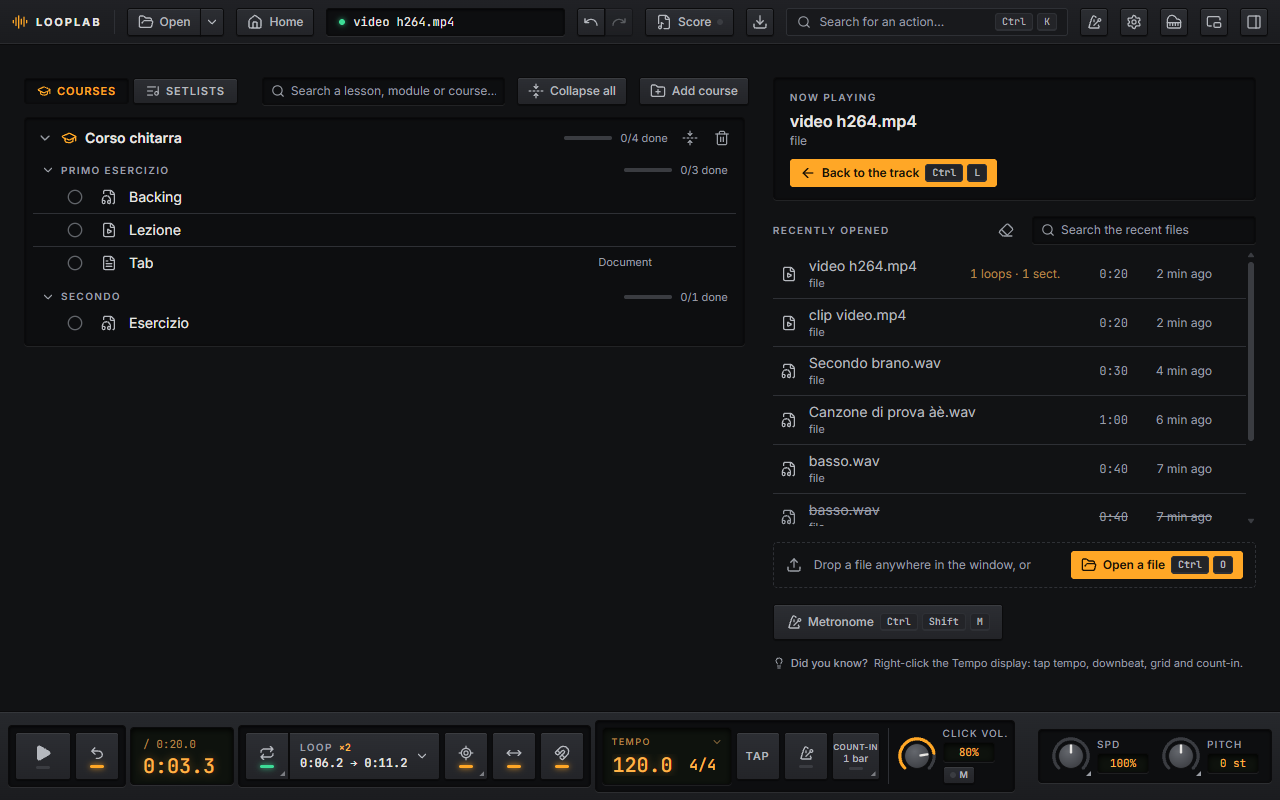 LOOPLAB Open Home video h264.mp4 Score Search for an action... Ctrl K
COURSES SETLISTS Search a lesson, module or course... Collapse all Add course
Corso chitarra 0/4 done
PRIMO ESERCIZIO 0/3 done
Backing
Lezione
Tab Document
SECONDO 0/1 done
Esercizio
NOW PLAYING
video h264.mp4
file
Back to the track Ctrl L
RECENTLY OPENED Search the recent files
video h264.mp4 1 loops · 1 sect. 0:20 2 min ago
file
clip video.mp4 0:20 2 min ago
file
Secondo brano.wav 0:30 4 min ago
file
Canzone di prova àè.wav 1:00 6 min ago
file
basso.wav 0:40 7 min ago
file
basso.wav 0:40 7 min ago
Drop a file anywhere in the window, or Open a file Ctrl O
Metronome Ctrl Shift M
Did you know? Right-click the Tempo display: tap tempo, downbeat, grid and count-in.
/ 0:20.0
0:03.3
LOOP ×2
0:06.2 → 0:11.2
TEMPO
120.0 4/4
TAP
COUNT-IN
1 bar
CLICK VOL.
80%
M
SPD
100%
PITCH
0 st